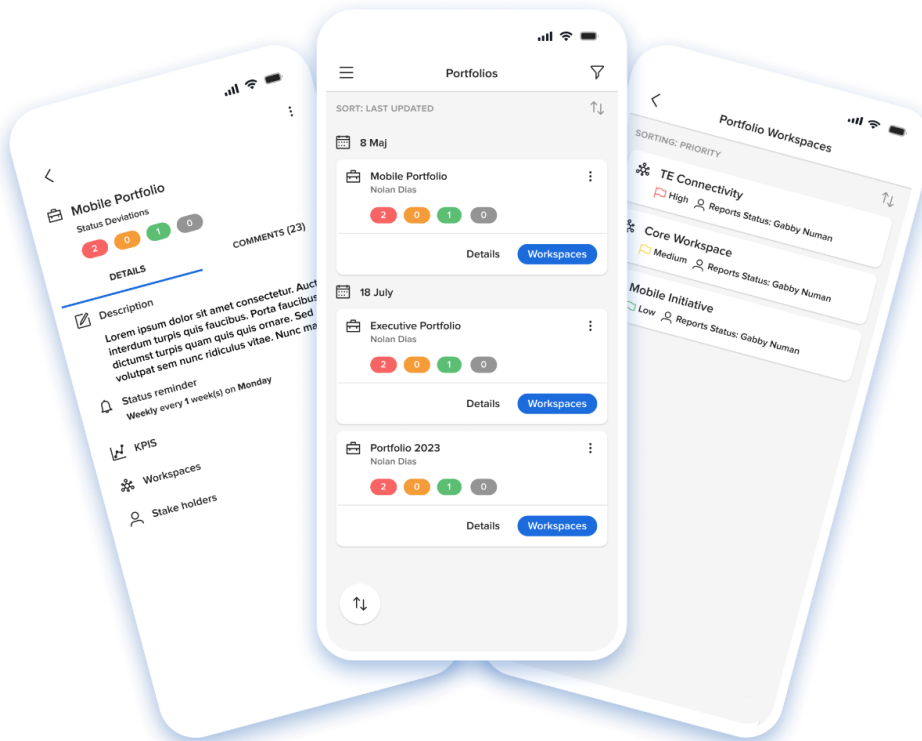 Mobile Portfolio
Status Deviations
2 0 1 0
DETAILS
COMMENTS (23)
Description
Lorem ipsum dolor sit amet consectetur. Auct
interdum turpis quis faucibus. Porta faucibus
dictumst turpis quam quis quis ornare. Sed
volutpat sem nunc ridiculus vitae. Nunc ma
Status reminder
Weekly every 1 week(s) on Monday
KPIS
Workspaces
Stake holders
Portfolios
SORT: LAST UPDATED
8 Maj
Mobile Portfolio
Nolan Dias
2 0 1 0
Details Workspaces
18 July
Executive Portfolio
Nolan Dias
2 0 1 0
Details Workspaces
Portfolio 2023
Nolan Dias
2 0 1 0
Details Workspaces
Portfolio Workspaces
SORTING: PRIORITY
TE Connectivity
High Reports Status: Gabby Numan
Core Workspace
Medium Reports Status: Gabby Numan
Mobile Initiative
Low Reports Status: Gabby Numan